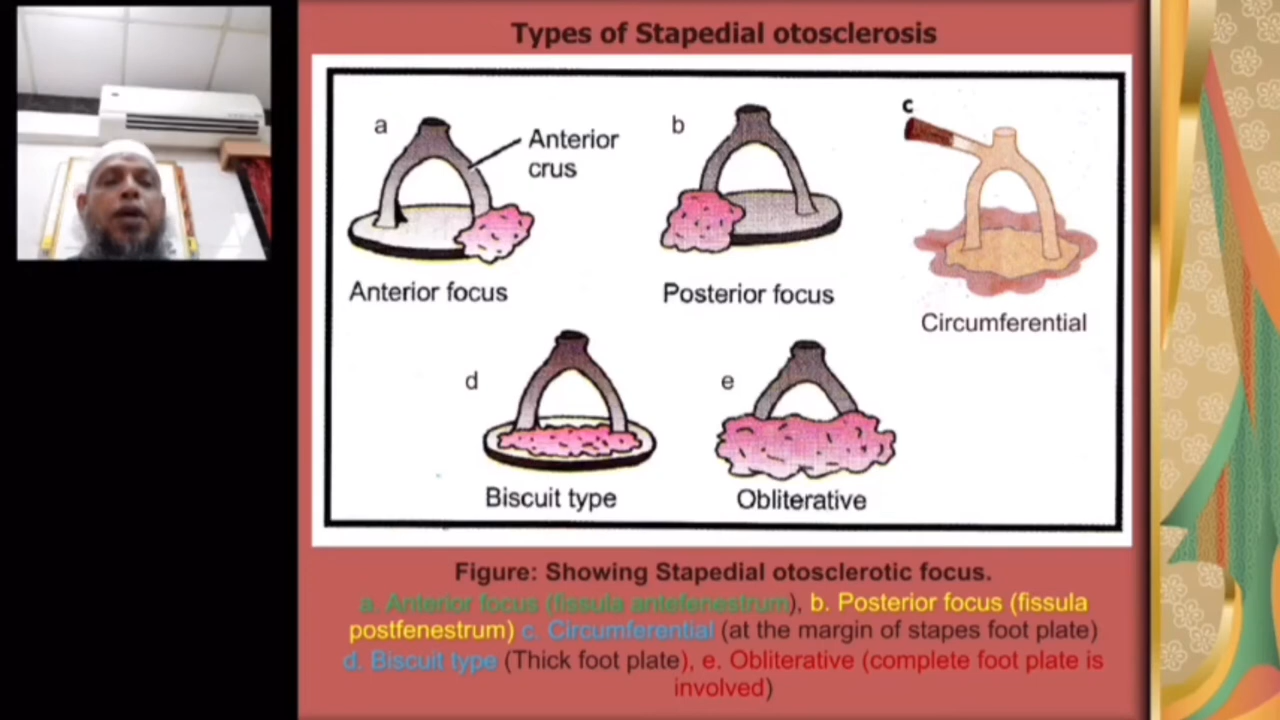 Types of Stapedial otosclerosis
a
Anterior
crus
Anterior focus
b
Posterior focus
c
Circumferential
d
Biscuit type
e
Obliterative
Figure: Showing Stapedial otosclerotic focus.
a. Anterior focus (fissula antefenestrum), b. Posterior focus (fissula
postfenestrum) c. Circumferential (at the margin of stapes foot plate)
d. Biscuit type (Thick foot plate), e. Obliterative (complete foot plate is
involved)